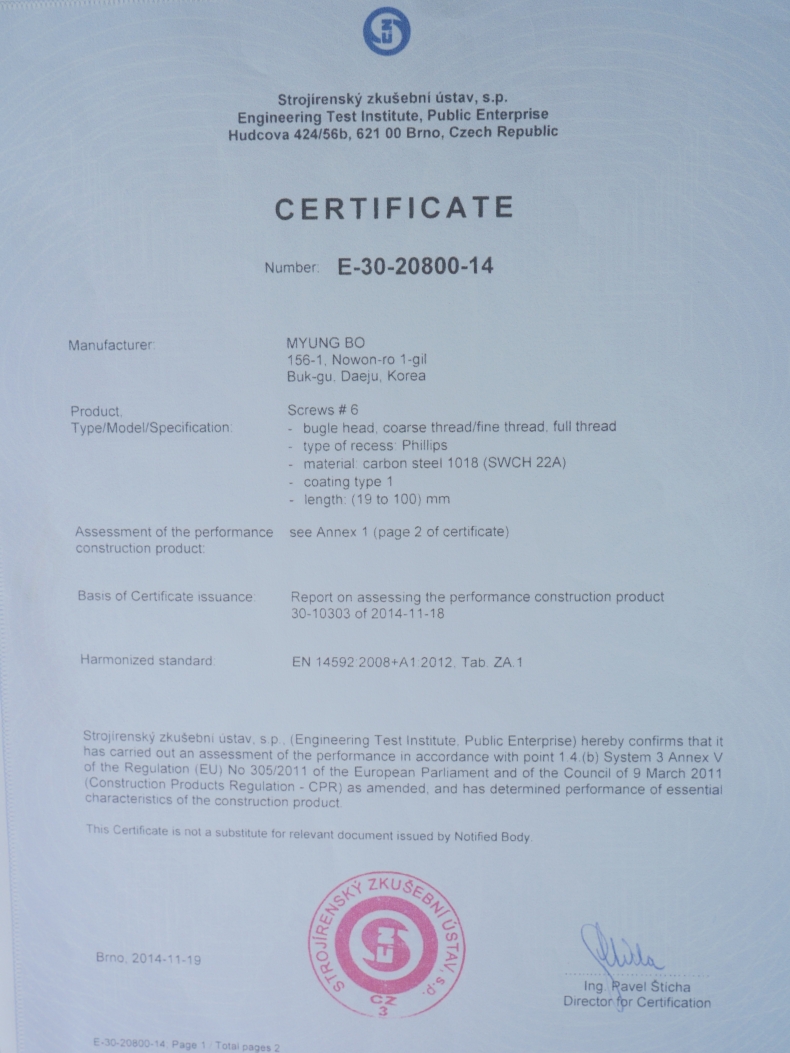 SZU
Strojírenský zkušební ústav, s.p.
Engineering Test Institute, Public Enterprise
Hudcova 424/56b, 621 00 Brno, Czech Republic
CERTIFICATE
Number: E-30-20800-14
Manufacturer: MYUNG BO
156-1, Nowon-ro 1-gil
Buk-gu, Daeju, Korea
Product, Screws # 6
Type/Model/Specification: - bugle head, coarse thread/fine thread, full thread
- type of recess: Phillips
- material: carbon steel 1018 (SWCH 22A)
- coating type 1
- length: (19 to 100) mm
Assessment of the performance see Annex 1 (page 2 of certificate)
construction product:
Basis of Certificate issuance: Report on assessing the performance construction product
30-10303 of 2014-11-18
Harmonized standard: EN 14592:2008+A1:2012, Tab. ZA.1
Strojírenský zkušební ústav, s.p., (Engineering Test Institute, Public Enterprise) hereby confirms that it
has carried out an assessment of the performance in accordance with point 1.4.(b) System 3 Annex V
of the Regulation (EU) No 305/2011 of the European Parliament and of the Council of 9 March 2011
(Construction Products Regulation - CPR) as amended, and has determined performance of essential
characteristics of the construction product.
This Certificate is not a substitute for relevant document issued by Notified Body.
STROJÍRENSKÝ ZKUŠEBNÍ ÚSTAV, s.p.
SZU
CZ
3
Brno, 2014-11-19
Ing. Pavel Šticha
Director for Certification
E-30-20800-14, Page 1 / Total pages 2